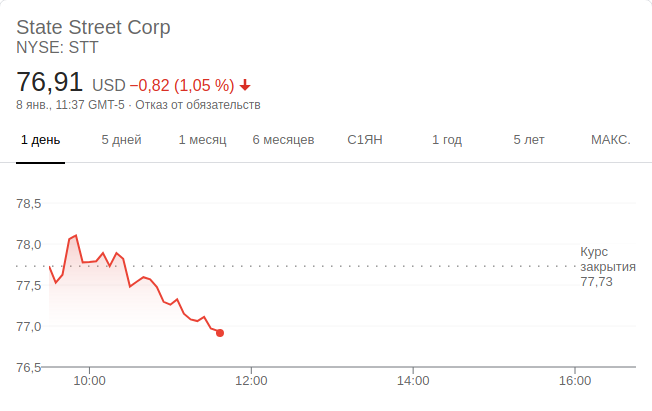 State Street Corp
NYSE: STT
76,91 USD −0,82 (1,05 %)
8 янв., 11:37 GMT-5 · Отказ от обязательств
1 день 5 дней 1 месяц 6 месяцев С1ЯН 1 год 5 лет МАКС.
78,5
78,0
Курс
закрытия
77,73
77,5
77,0
76,5
10:00 12:00 14:00 16:00